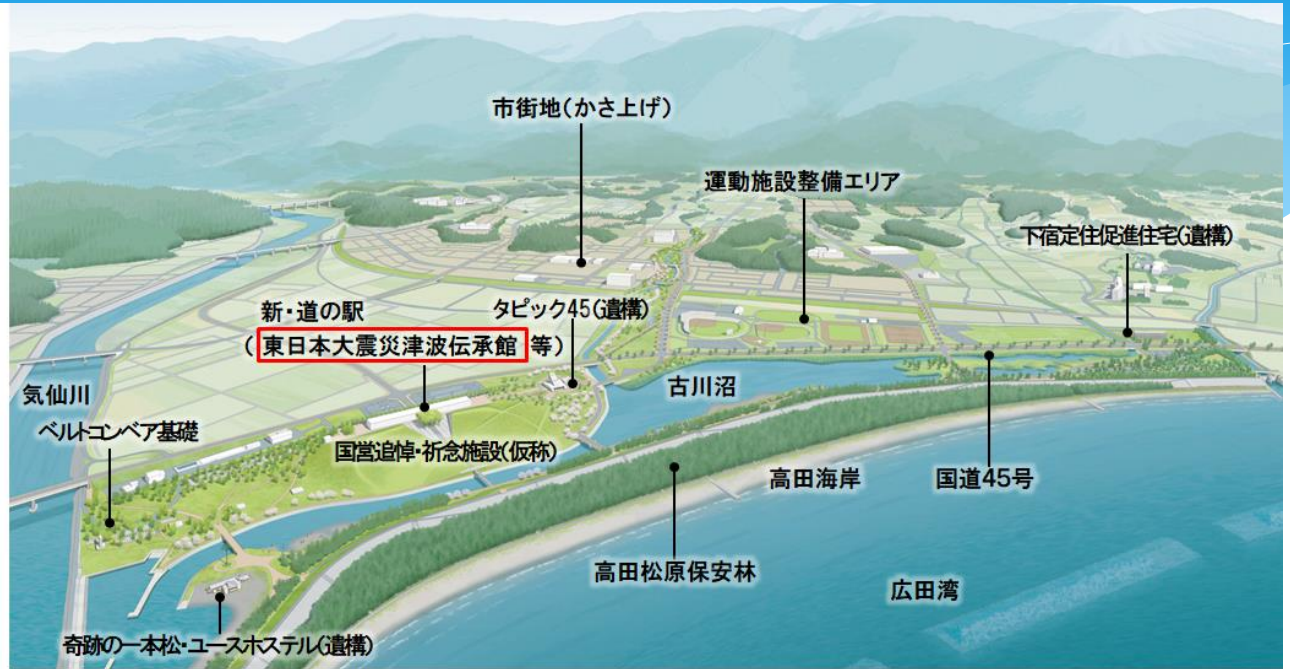 市街地(かさ上げ)
運動施設整備エリア
下宿定住促進住宅(遺構)
新・道の駅
(東日本大震災津波伝承館 等)
タピック45(遺構)
気仙川
古川沼
ベルトコンベア基礎
国営追悼・祈念施設(仮称)
高田海岸
国道45号
高田松原保安林
広田湾
奇跡の一本松・ユースホステル(遺構)